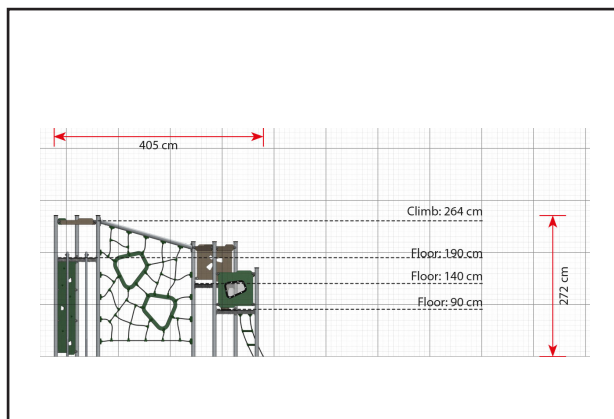 405 cm
Climb: 264 cm
Floor: 190 cm
Floor: 140 cm
Floor: 90 cm
272 cm